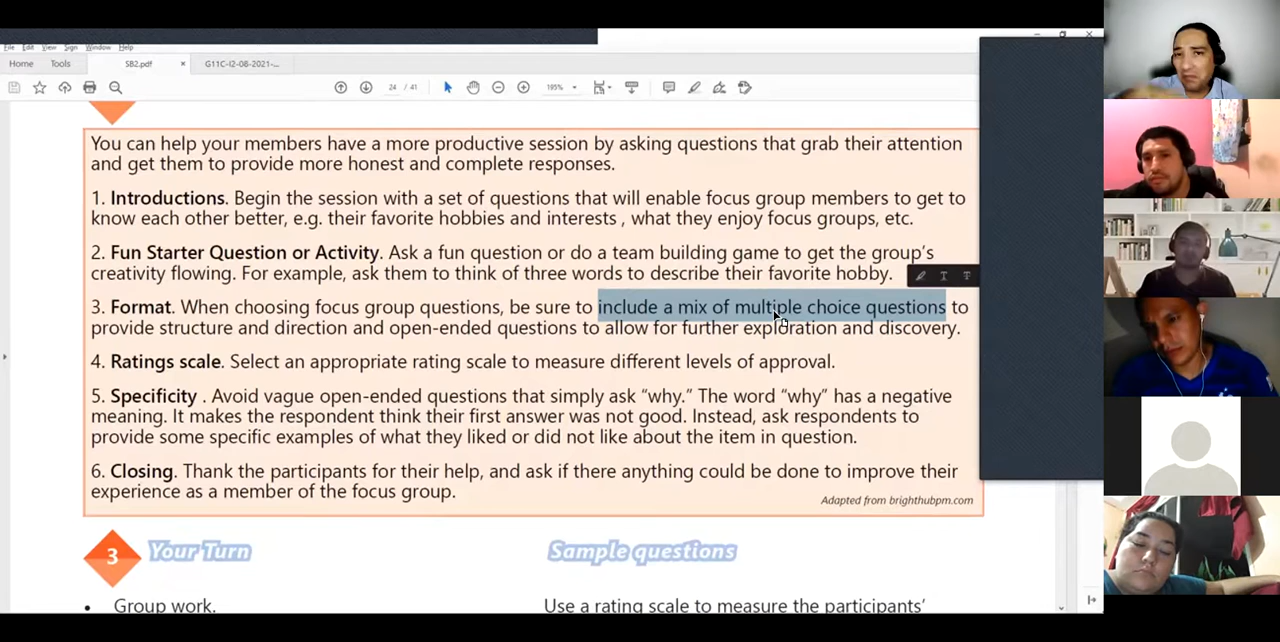 File Edit View Sign Window Help
Home Tools SB2.pdf × G11C-I2-08-2021-...
24 / 41 195%
You can help your members have a more productive session by asking questions that grab their attention
and get them to provide more honest and complete responses.
1. Introductions. Begin the session with a set of questions that will enable focus group members to get to
know each other better, e.g. their favorite hobbies and interests , what they enjoy focus groups, etc.
2. Fun Starter Question or Activity. Ask a fun question or do a team building game to get the group's
creativity flowing. For example, ask them to think of three words to describe their favorite hobby.
3. Format. When choosing focus group questions, be sure to include a mix of multiple choice questions to
provide structure and direction and open-ended questions to allow for further exploration and discovery.
4. Ratings scale. Select an appropriate rating scale to measure different levels of approval.
5. Specificity . Avoid vague open-ended questions that simply ask “why.” The word “why” has a negative
meaning. It makes the respondent think their first answer was not good. Instead, ask respondents to
provide some specific examples of what they liked or did not like about the item in question.
6. Closing. Thank the participants for their help, and ask if there anything could be done to improve their
experience as a member of the focus group.
Adapted from brighthubpm.com
3 Your Turn
• Group work.
Sample questions
Use a rating scale to measure the participants’